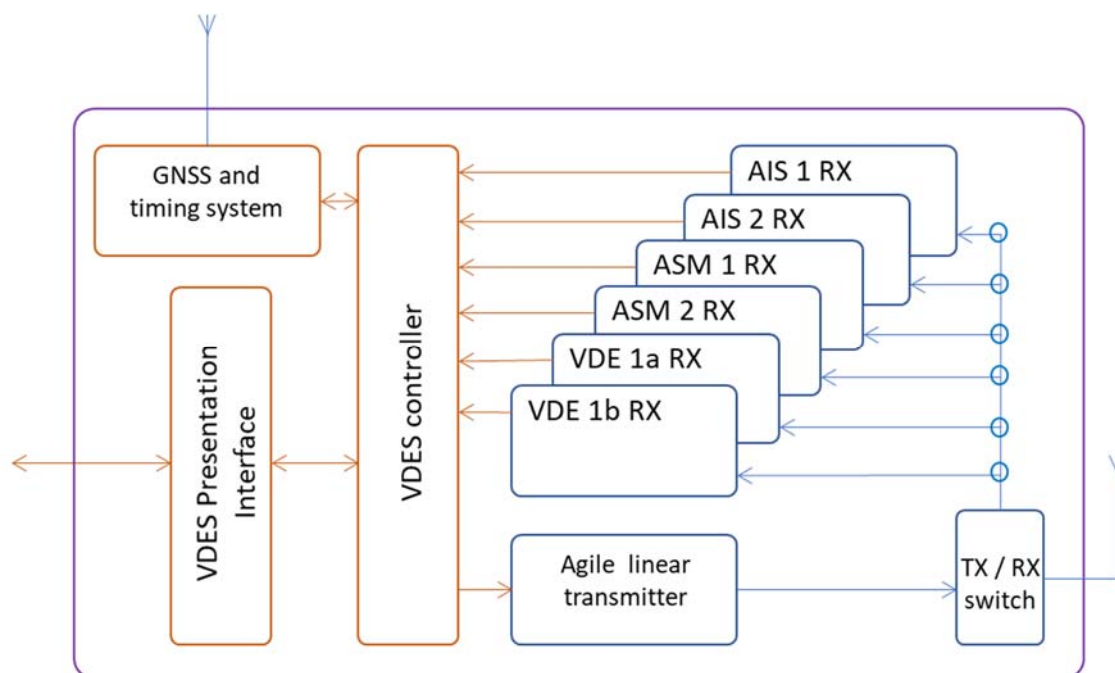 GNSS and
timing system
VDES Presentation
Interface
VDES controller
AIS 1 RX
AIS 2 RX
ASM 1 RX
ASM 2 RX
VDE 1a RX
VDE 1b RX
Agile linear
transmitter
TX / RX
switch